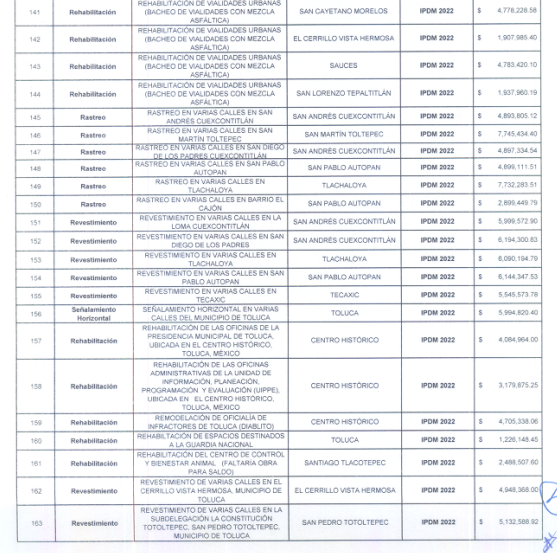 REHABILITACIÓN DE VIALIDADES URBANAS
141 Rehabilitación (BACHEO DE VIALIDADES CON MEZCLA SAN CAYETANO MORELOS IPDM 2022 $ 4,778,228.58
ASFÁLTICA)
REHABILITACIÓN DE VIALIDADES URBANAS
142 Rehabilitación (BACHEO DE VIALIDADES CON MEZCLA EL CERRILLO VISTA HERMOSA IPDM 2022 $ 1,907,985.40
ASFÁLTICA)
REHABILITACIÓN DE VIALIDADES URBANAS
143 Rehabilitación (BACHEO DE VIALIDADES CON MEZCLA SAUCES IPDM 2022 $ 4,783,420.10
ASFÁLTICA)
REHABILITACIÓN DE VIALIDADES URBANAS
144 Rehabilitación (BACHEO DE VIALIDADES CON MEZCLA SAN LORENZO TEPALTITLÁN IPDM 2022 $ 1,937,960.19
ASFÁLTICA)
RASTREO EN VARIAS CALLES EN SAN
145 Rastreo ANDRÉS CUEXCONTITLÁN SAN ANDRÉS CUEXCONTITLÁN IPDM 2022 $ 4,893,605.12
RASTREO EN VARIAS CALLES EN SAN
146 Rastreo MARTÍN TOLTEPEC SAN MARTÍN TOLTEPEC IPDM 2022 $ 7,745,434.40
RASTREO EN VARIAS CALLES EN SAN DIEGO
147 Rastreo DE LOS PADRES CUEXCONTITLÁN SAN ANDRÉS CUEXCONTITLÁN IPDM 2022 $ 4,897,334.54
RASTREO EN VARIAS CALLES EN SAN PABLO
148 Rastreo AUTOPAN SAN PABLO AUTOPAN IPDM 2022 $ 4,899,111.51
RASTREO EN VARIAS CALLES EN
149 Rastreo TLACHALOYA TLACHALOYA IPDM 2022 $ 7,732,283.51
RASTREO EN VARIAS CALLES EN BARRIO EL
150 Rastreo CAJÓN SAN PABLO AUTOPAN IPDM 2022 $ 2,899,449.79
REVESTIMIENTO EN VARIAS CALLES EN LA
151 Revestimiento LOMA CUEXCONTITLÁN SAN ANDRÉS CUEXCONTITLÁN IPDM 2022 $ 5,999,572.90
REVESTIMIENTO EN VARIAS CALLES EN SAN
152 Revestimiento DIEGO DE LOS PADRES SAN ANDRÉS CUEXCONTITLÁN IPDM 2022 $ 6,194,300.83
REVESTIMIENTO EN VARIAS CALLES EN
153 Revestimiento TLACHALOYA TLACHALOYA IPDM 2022 $ 6,090,194.79
REVESTIMIENTO EN VARIAS CALLES EN SAN
154 Revestimiento PABLO AUTOPAN SAN PABLO AUTOPAN IPDM 2022 $ 6,144,347.53
REVESTIMIENTO EN VARIAS CALLES EN
155 Revestimiento TECAXIC TECAXIC IPDM 2022 $ 5,545,573.78
Señalamiento SEÑALAMIENTO HORIZONTAL EN VARIAS
156 Horizontal CALLES DEL MUNICIPIO DE TOLUCA TOLUCA IPDM 2022 $ 5,994,820.40
REHABILITACIÓN DE LAS OFICINAS DE LA
PRESIDENCIA MUNICIPAL DE TOLUCA,
157 Rehabilitación UBICADA EN EL CENTRO HISTÓRICO, CENTRO HISTÓRICO IPDM 2022 $ 4,084,964.00
TOLUCA, MÉXICO
REHABILITACIÓN DE LAS OFICINAS
ADMINISTRATIVAS DE LA UNIDAD DE
INFORMACIÓN, PLANEACIÓN,
158 Rehabilitación PROGRAMACIÓN Y EVALUACIÓN (UIPPE), CENTRO HISTÓRICO IPDM 2022 $ 3,179,875.25
UBICADA EN EL CENTRO HISTÓRICO,
TOLUCA, MÉXICO
REMODELACIÓN DE OFICIALÍA DE
159 Rehabilitación INFRACTORES DE TOLUCA (DIABLITO) CENTRO HISTÓRICO IPDM 2022 $ 4,705,338.06
REHABILITACIÓN DE ESPACIOS DESTINADOS
160 Rehabilitación A LA GUARDIA NACIONAL TOLUCA IPDM 2022 $ 1,226,148.45
REHABILITACIÓN DEL CENTRO DE CONTROL
161 Rehabilitación Y BIENESTAR ANIMAL (FALTARIA OBRA SANTIAGO TLACOTEPEC IPDM 2022 $ 2,488,507.60
PARA SALDO)
REVESTIMIENTO DE VARIAS CALLES EN EL
162 Revestimiento CERRILLO VISTA HERMOSA, MUNICIPIO DE EL CERRILLO VISTA HERMOSA IPDM 2022 $ 4,948,368.00
TOLUCA
REVESTIMIENTO DE VARIAS CALLES EN LA
SUBDELEGACIÓN LA CONSTITUCIÓN
163 Revestimiento TOTOLTEPEC, SAN PEDRO TOTOLTEPEC, SAN PEDRO TOTOLTEPEC IPDM 2022 $ 5,132,588.92
MUNICIPIO DE TOLUCA